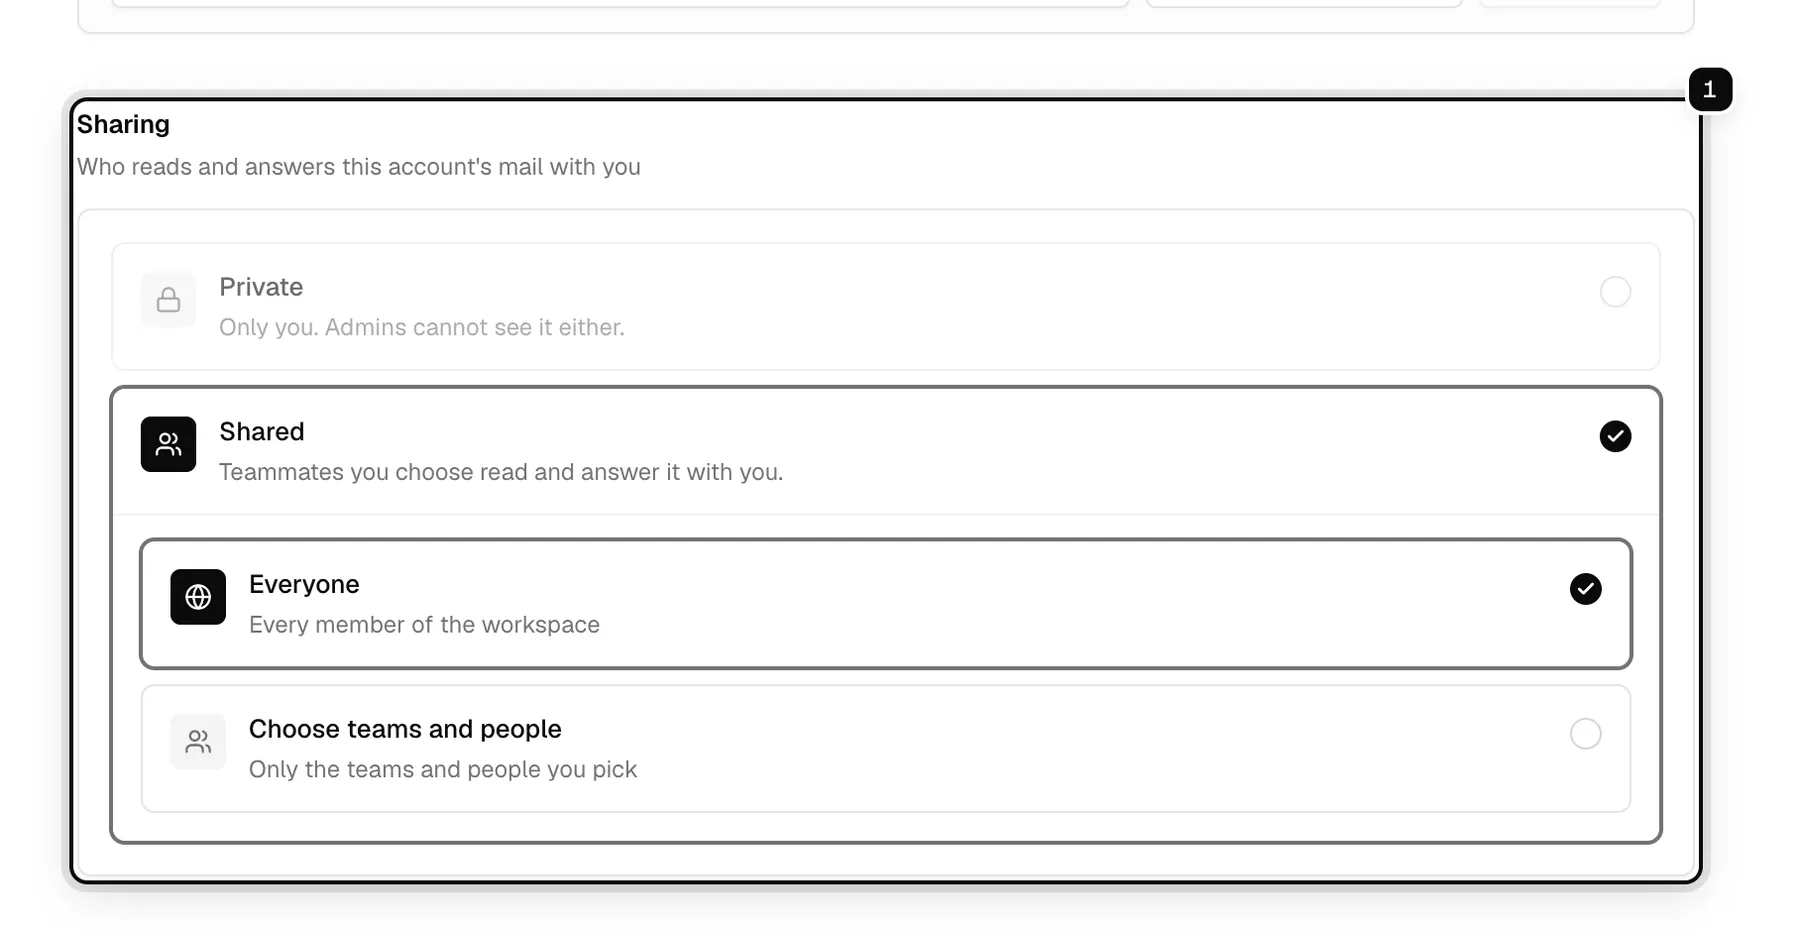 1
Sharing
Who reads and answers this account's mail with you
Private
Only you. Admins cannot see it either.
Shared
Teammates you choose read and answer it with you.
Everyone
Every member of the workspace
Choose teams and people
Only the teams and people you pick